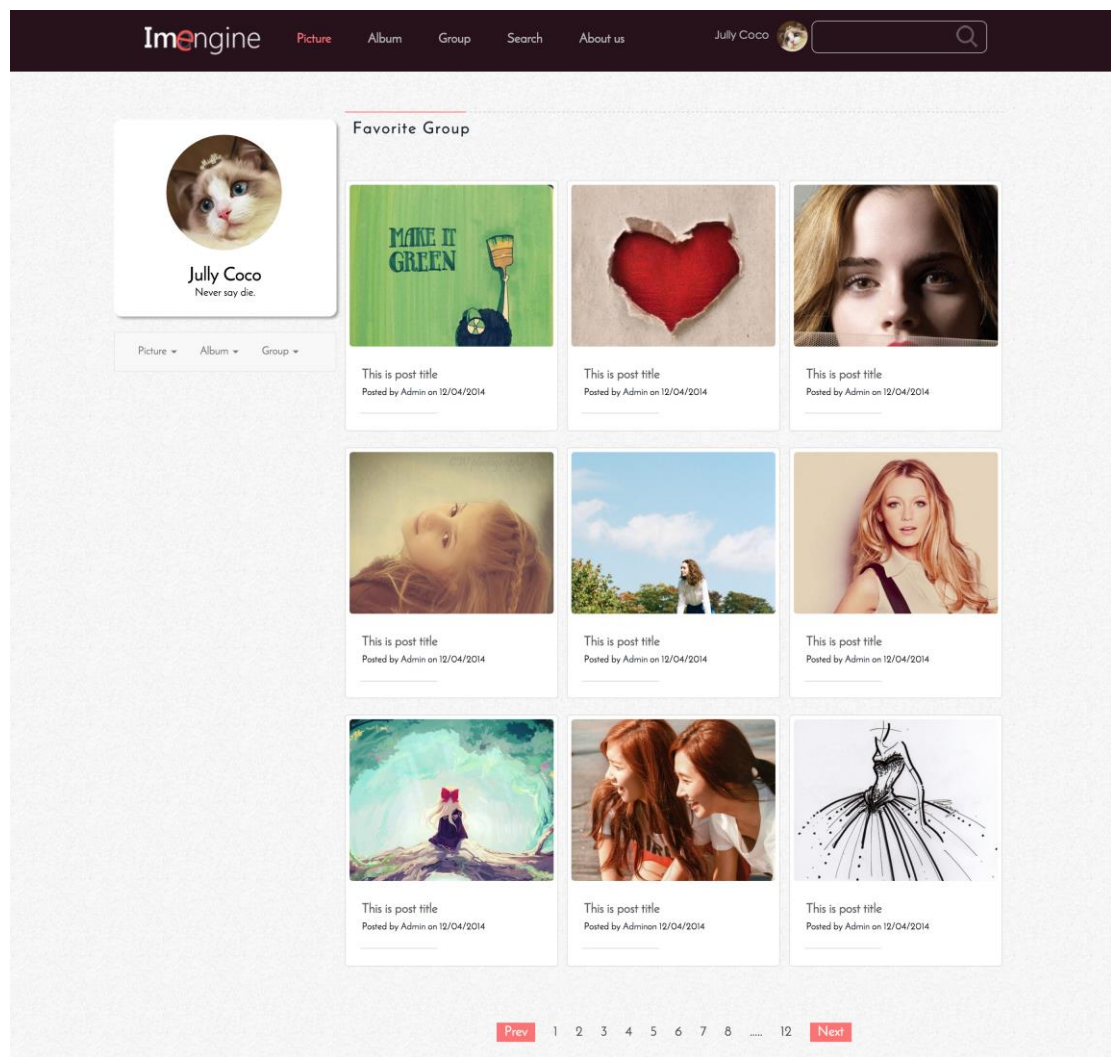 Imengine Picture Album Group Search About us Jully Coco
Favorite Group
Jully Coco
Never say die.
Picture Album Group
MAKE IT
GREEN
This is post title
Posted by Admin on 12/04/2014
This is post title
Posted by Admin on 12/04/2014
This is post title
Posted by Admin on 12/04/2014
This is post title
Posted by Admin on 12/04/2014
This is post title
Posted by Admin on 12/04/2014
This is post title
Posted by Admin on 12/04/2014
This is post title
Posted by Admin on 12/04/2014
This is post title
Posted by Adminon 12/04/2014
This is post title
Posted by Admin on 12/04/2014
Prev 1 2 3 4 5 6 7 8 ..... 12 Next